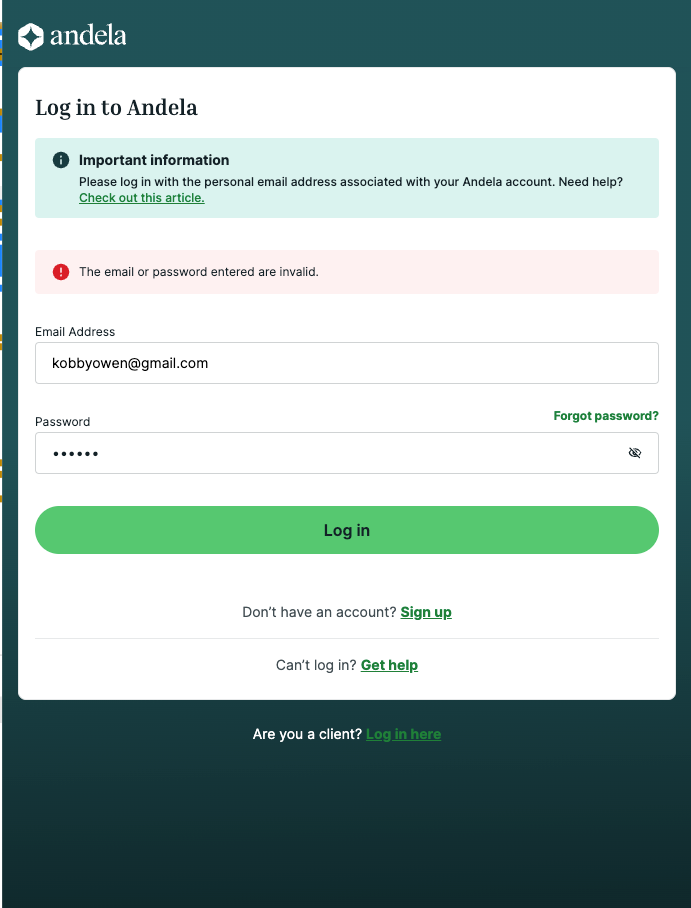 andela
Log in to Andela
Important information
Please log in with the personal email address associated with your Andela account. Need help?
Check out this article.
The email or password entered are invalid.
Email Address
kobbyowen@gmail.com
Forgot password?
Password
••••••
Log in
Don’t have an account? Sign up
Can’t log in? Get help
Are you a client? Log in here